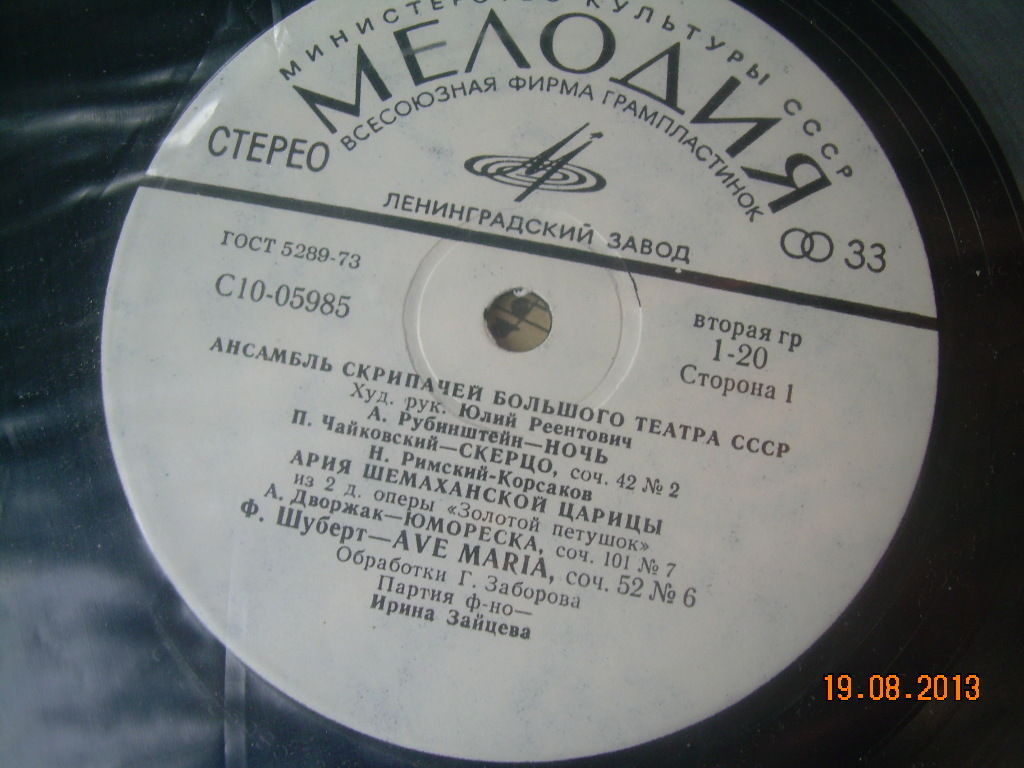 МИНИСТЕРСТВО КУЛЬТУРЫ СССР
МЕЛОДИЯ
ВСЕСОЮЗНАЯ ФИРМА ГРАМПЛАСТИНОК
СТЕРЕО
33
ЛЕНИНГРАДСКИЙ ЗАВОД
ГОСТ 5289-73
С10-05985
вторая гр
1-20
Сторона 1
АНСАМБЛЬ СКРИПАЧЕЙ БОЛЬШОГО ТЕАТРА СССР
Худ. рук. Юлий Реентович
А. Рубинштейн—НОЧЬ
П. Чайковский—СКЕРЦО, соч. 42 № 2
Н. Римский-Корсаков
АРИЯ ШЕМАХАНСКОЙ ЦАРИЦЫ
из 2 д. оперы «Золотой петушок»
А. Дворжак—ЮМОРЕСКА, соч. 101 № 7
Ф. Шуберт—AVE MARIA, соч. 52 № 6
Обработки Г. Заборова
Партия ф-но—
Ирина Зайцева
19.08.2013